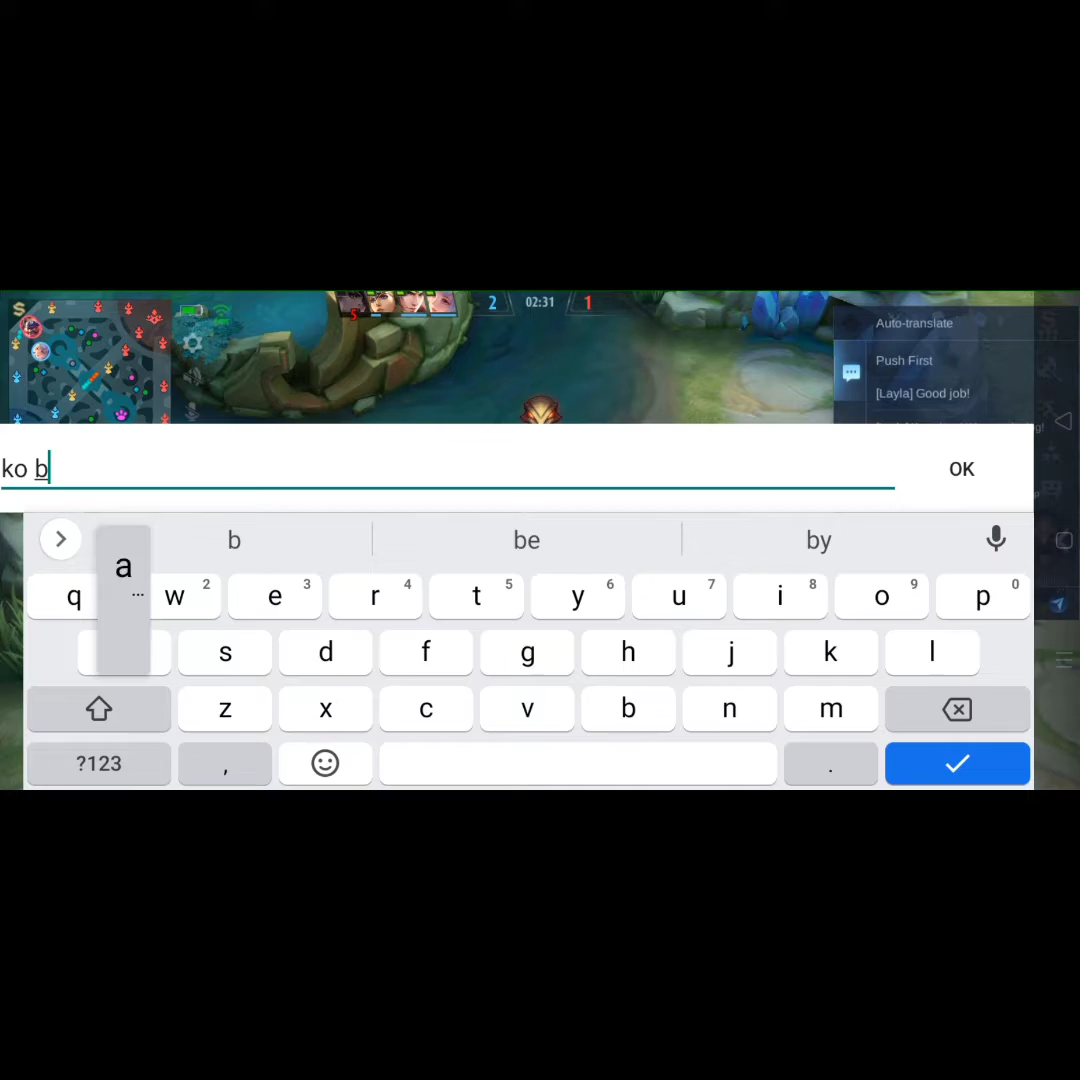 S
5
2
02:31
1
Auto-translate
Push First
[Layla] Good job!
g!
ko b
OK
b
be
by
a
...
q
w 2
e 3
r 4
t 5
y 6
u 7
i 8
o 9
p 0
s
d
f
g
h
j
k
l
z
x
c
v
b
n
m
?123
,
.